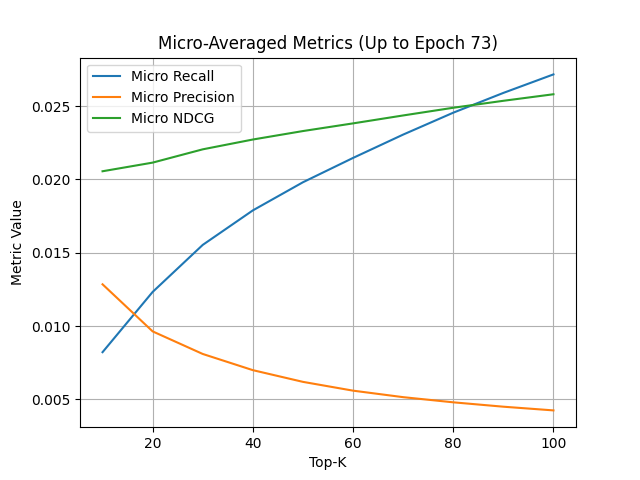 Micro-Averaged Metrics (Up to Epoch 73)
Micro Recall
Micro Precision
Micro NDCG
Metric Value
0.025
0.020
0.015
0.010
0.005
20 40 60 80 100
Top-K